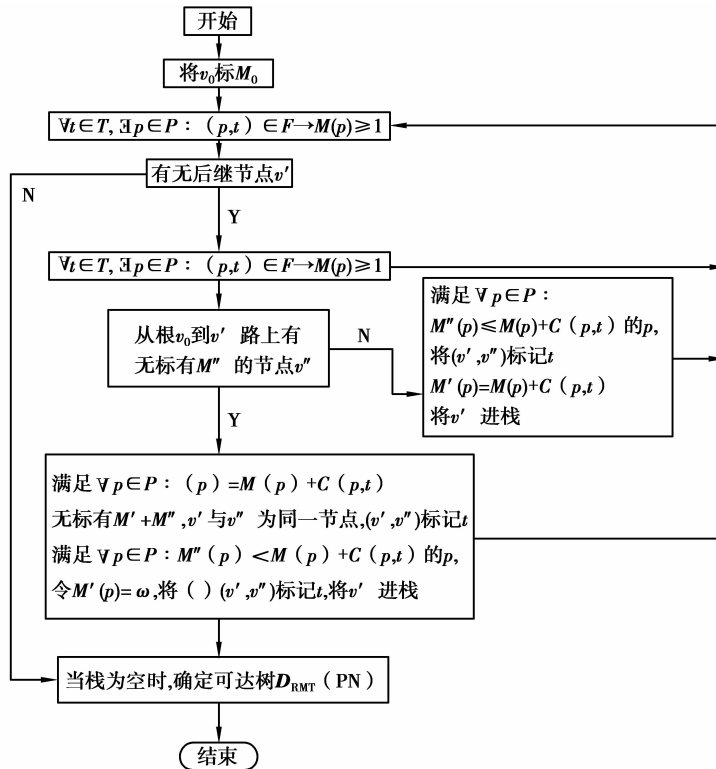 开始
将v₀标M₀
∀t∈T,∃p∈P：（p,t）∈F→M(p)≥1
有无后继节点v′
N
Y
∀t∈T,∃p∈P：（p,t）∈F→M(p)≥1
从根v₀到v′ 路上有
无标有M″ 的节点v″
N
满足∀p∈P：
M″(p)≤M(p)+C（p,t）的p,
将(v′,v″)标记t
M′(p)=M(p)+C（p,t）
将v′ 进栈
Y
满足∀p∈P：（p）=M（p）+C（p,t）
无标有M′+M″,v′与v″ 为同一节点,(v′,v″)标记t
满足∀p∈P：M″（p）<M（p）+C（p,t）的p,
令M′(p)=ω,将（ ）(v′,v″)标记t,将v′ 进栈
当栈为空时,确定可达树D_RMT（PN）
结束